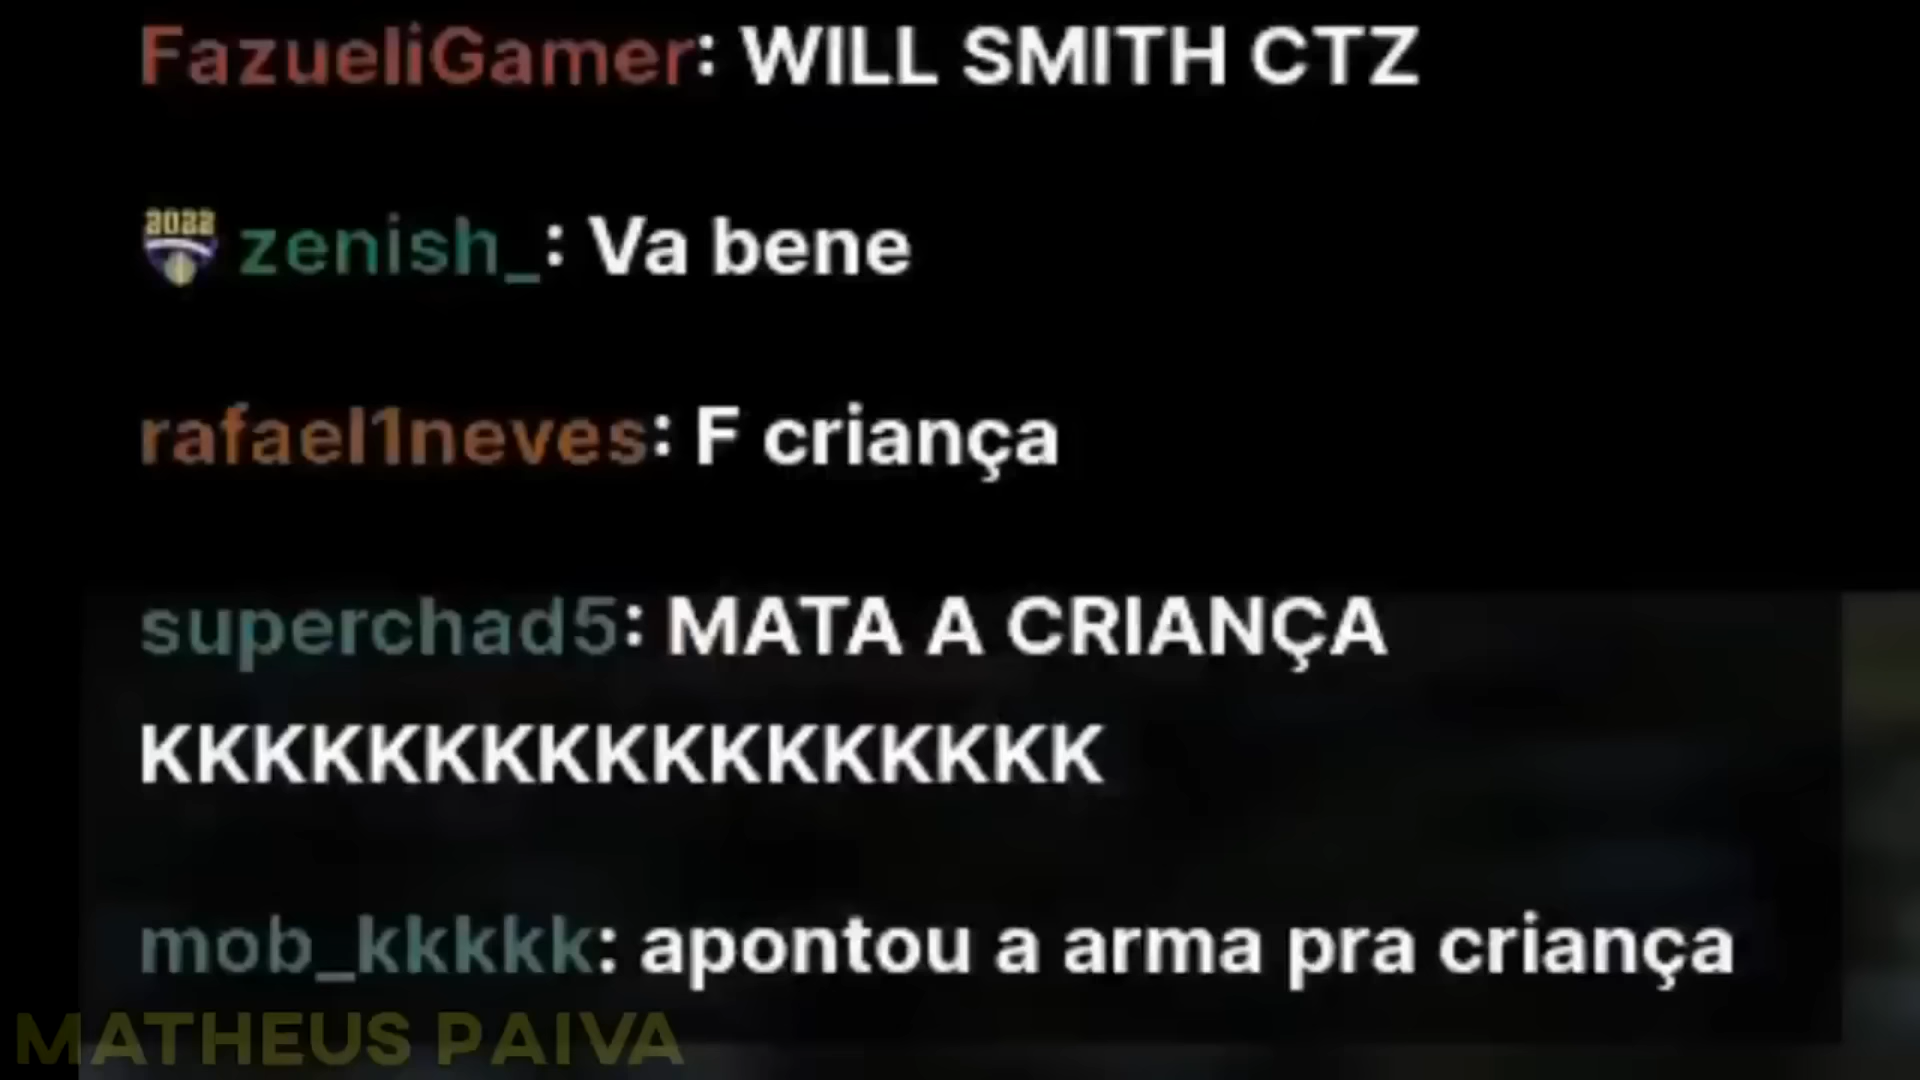 FazueliGamer: WILL SMITH CTZ
2022 zenish_: Va bene
rafael1neves: F criança
superchad5: MATA A CRIANÇA
KKKKKKKKKKKKKKKKK
mob_kkkkk: apontou a arma pra criança
MATHEUS PAIVA